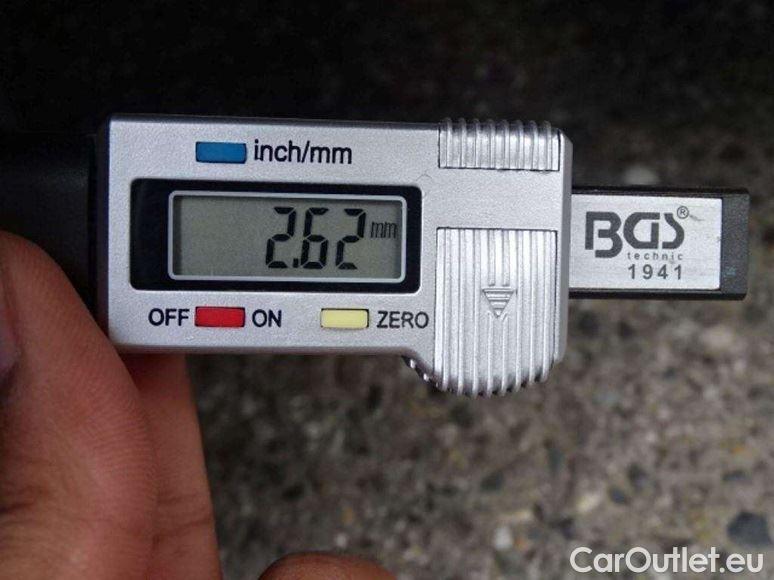 inch/mm
2.62 mm
OFF ON ZERO
BGS®
technic
1941
CarOutlet.eu